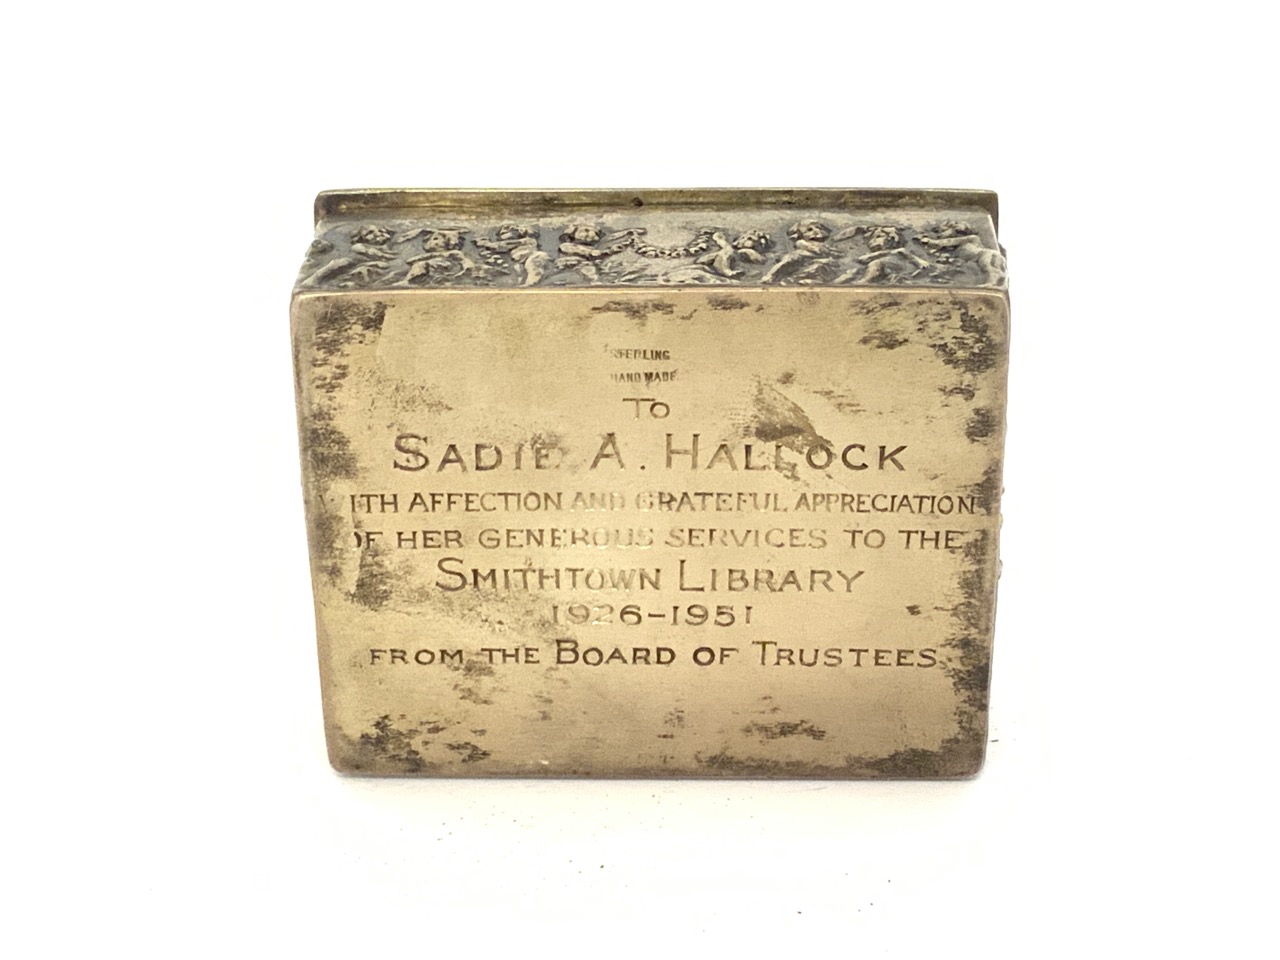 STERLING
HAND MADE
TO
SADIE A. HALLOCK
WITH AFFECTION AND GRATEFUL APPRECIATION
OF HER GENEROUS SERVICES TO THE
SMITHTOWN LIBRARY
1926-1951
FROM THE BOARD OF TRUSTEES